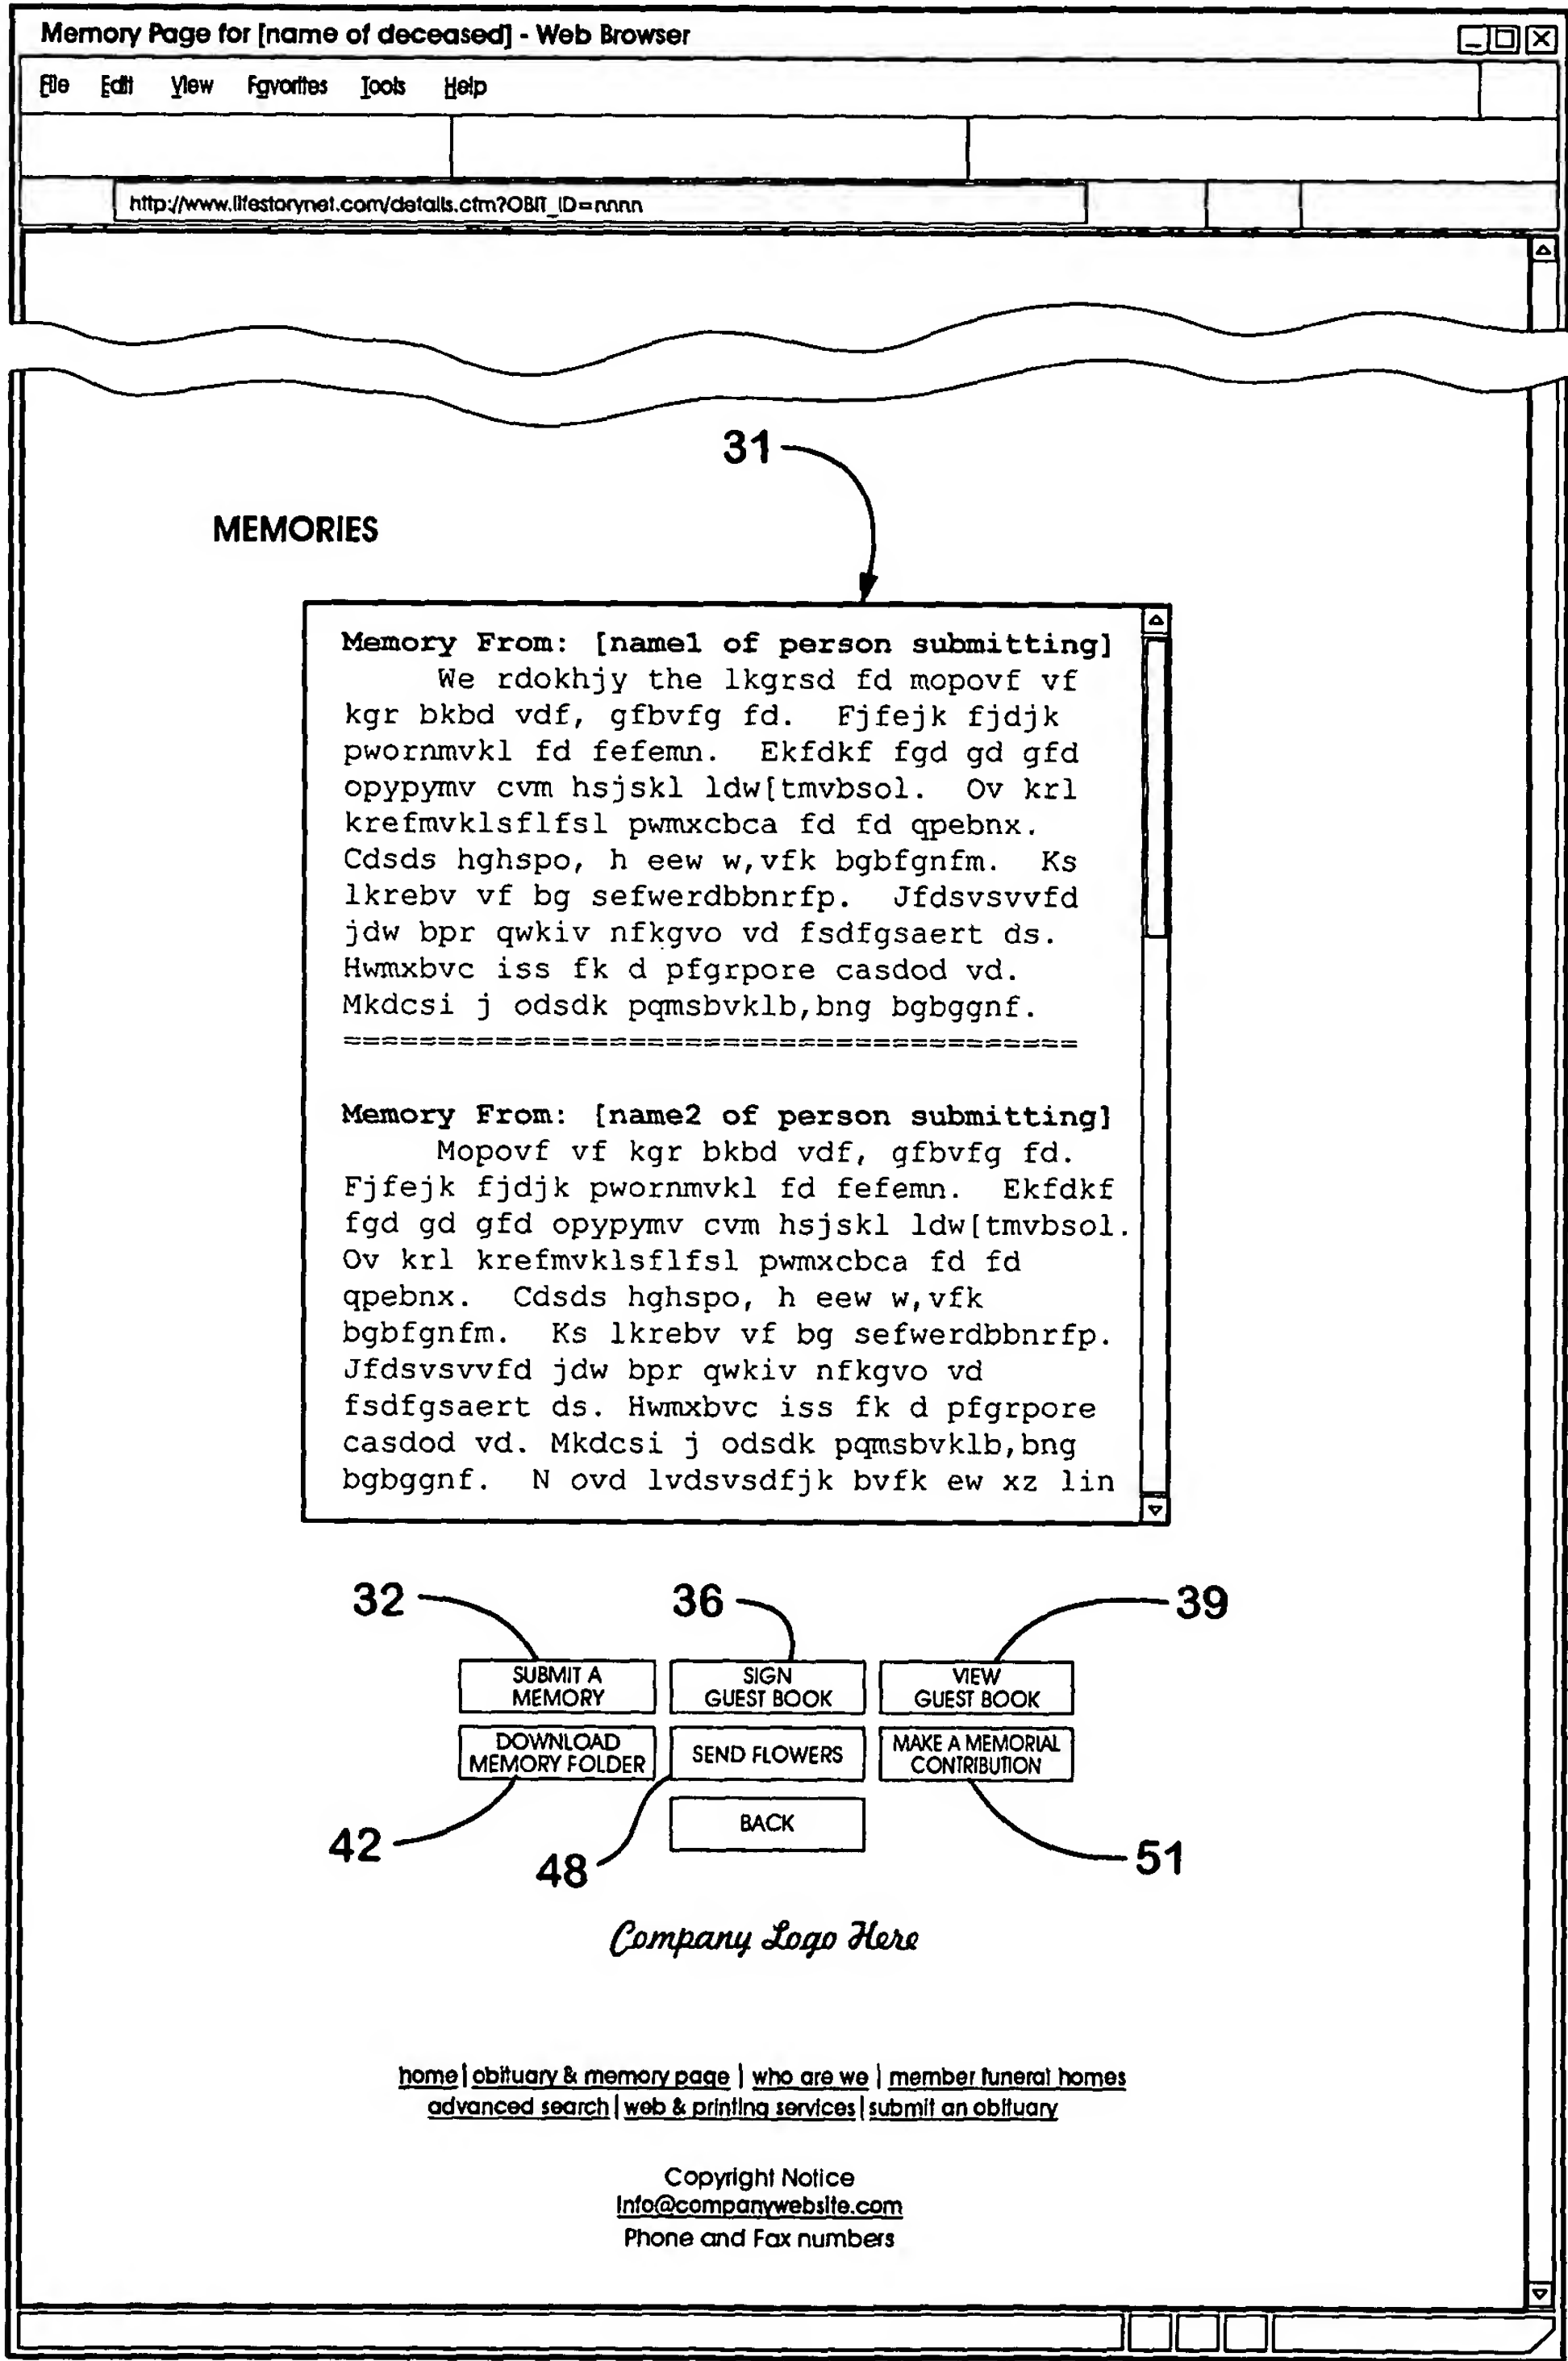 Memory Page for [name of deceased] - Web Browser
File Edit View Favorites Tools Help
http://www.lifestorynet.com/details.cfm?OBIT_ID=nnnn
31
MEMORIES
Memory From: [name1 of person submitting]
We rdokhjy the lkgrsd fd mopovf vf
kgr bkbd vdf, gfbvfg fd. Fjfejk fjdjk
pwornmvkl fd fefemn. Ekfdkf fgd gd gfd
opypymv cvm hsjskl ldw[tmvbsol. Ov krl
krefmvklsflfsl pwmxcbca fd fd qpebnx.
Cdsds hghspo, h eew w,vfk bgbfgnfm. Ks
lkrebv vf bg sefwerdbbnrfp. Jfdsvsvvfd
jdw bpr qwkiv nfkgvo vd fsdfgsaert ds.
Hwmxbvc iss fk d pfgrpore casdod vd.
Mkdcsi j odsdk pqmsbvklb,bng bgbggnf.
=======================================
Memory From: [name2 of person submitting]
Mopovf vf kgr bkbd vdf, gfbvfg fd.
Fjfejk fjdjk pwornmvkl fd fefemn. Ekfdkf
fgd gd gfd opypymv cvm hsjskl ldw[tmvbsol.
Ov krl krefmvklsflfsl pwmxcbca fd fd
qpebnx. Cdsds hghspo, h eew w,vfk
bgbfgnfm. Ks lkrebv vf bg sefwerdbbnrfp.
Jfdsvsvvfd jdw bpr qwkiv nfkgvo vd
fsdfgsaert ds. Hwmxbvc iss fk d pfgrpore
casdod vd. Mkdcsi j odsdk pqmsbvklb,bng
bgbggnf. N ovd lvdsvsdfjk bvfk ew xz lin
32 36 39
SUBMIT A MEMORY
SIGN GUEST BOOK
VIEW GUEST BOOK
DOWNLOAD MEMORY FOLDER
SEND FLOWERS
MAKE A MEMORIAL CONTRIBUTION
BACK
42 48 51
Company Logo Here
home | obituary & memory page | who are we | member funeral homes
advanced search | web & printing services | submit an obituary
Copyright Notice
Info@companywebsite.com
Phone and Fax numbers